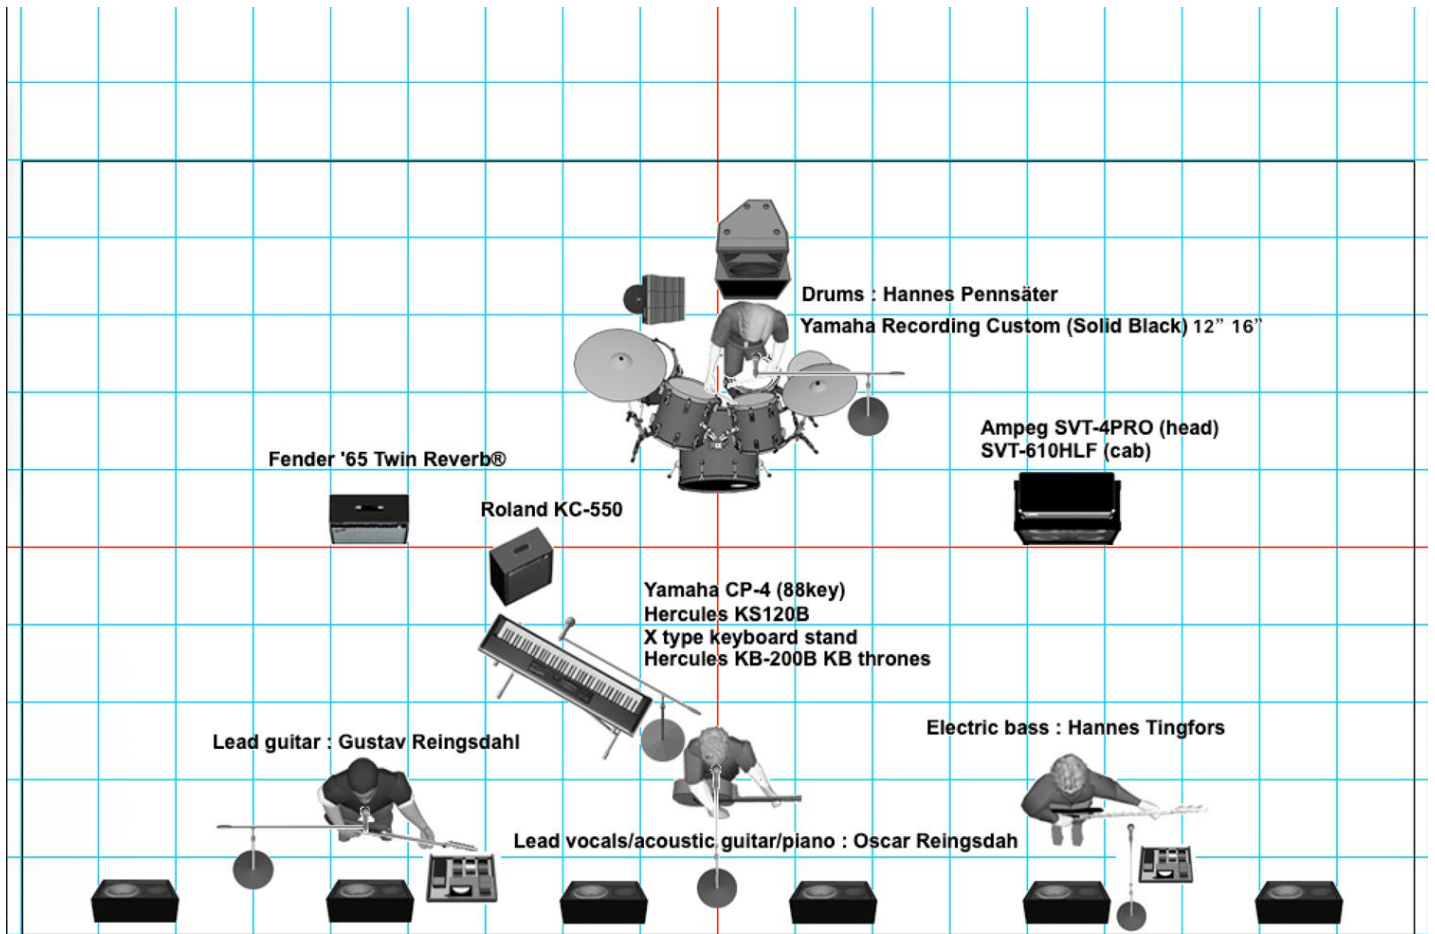 Drums : Hannes Pennsäter
Yamaha Recording Custom (Solid Black) 12” 16”
Ampeg SVT-4PRO (head)
SVT-610HLF (cab)
Fender '65 Twin Reverb®
Roland KC-550
Yamaha CP-4 (88key)
Hercules KS120B
X type keyboard stand
Hercules KB-200B KB thrones
Electric bass : Hannes Tingfors
Lead guitar : Gustav Reingsdahl
Lead vocals/acoustic guitar/piano : Oscar Reingsdah